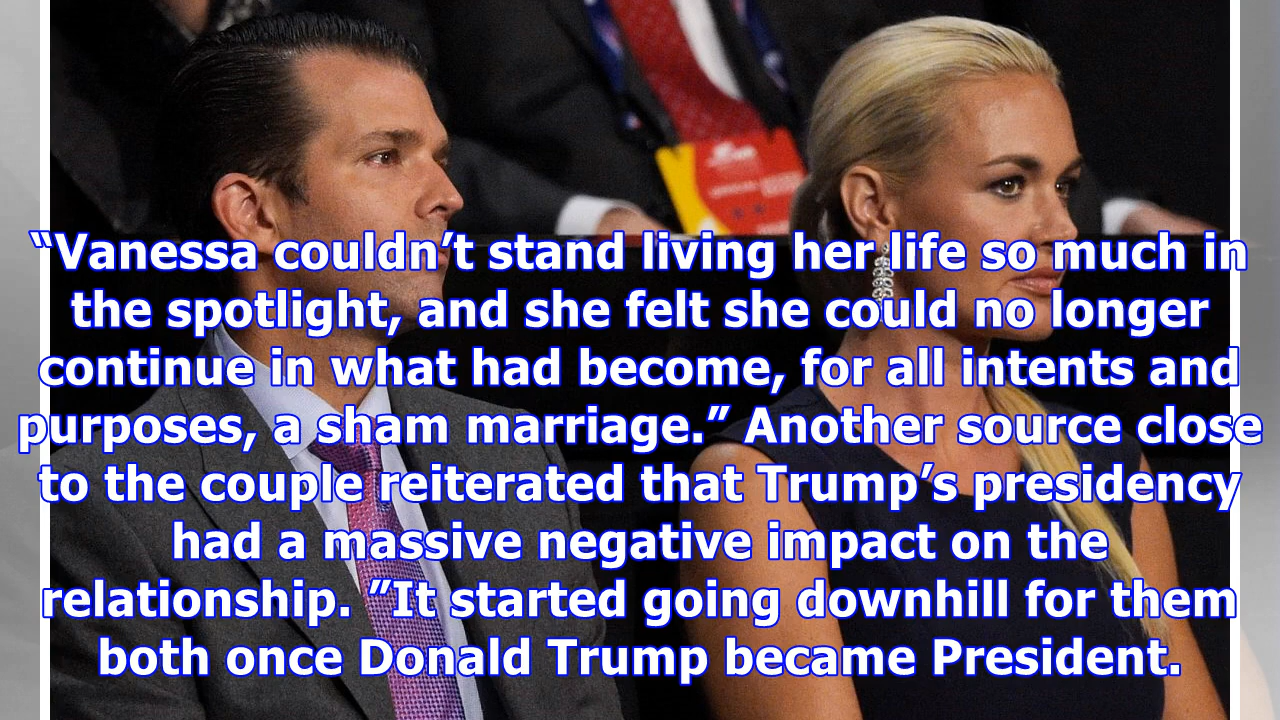 “Vanessa couldn’t stand living her life so much in
the spotlight, and she felt she could no longer
continue in what had become, for all intents and
purposes, a sham marriage.” Another source close
to the couple reiterated that Trump’s presidency
had a massive negative impact on the
relationship. ”It started going downhill for them
both once Donald Trump became President.